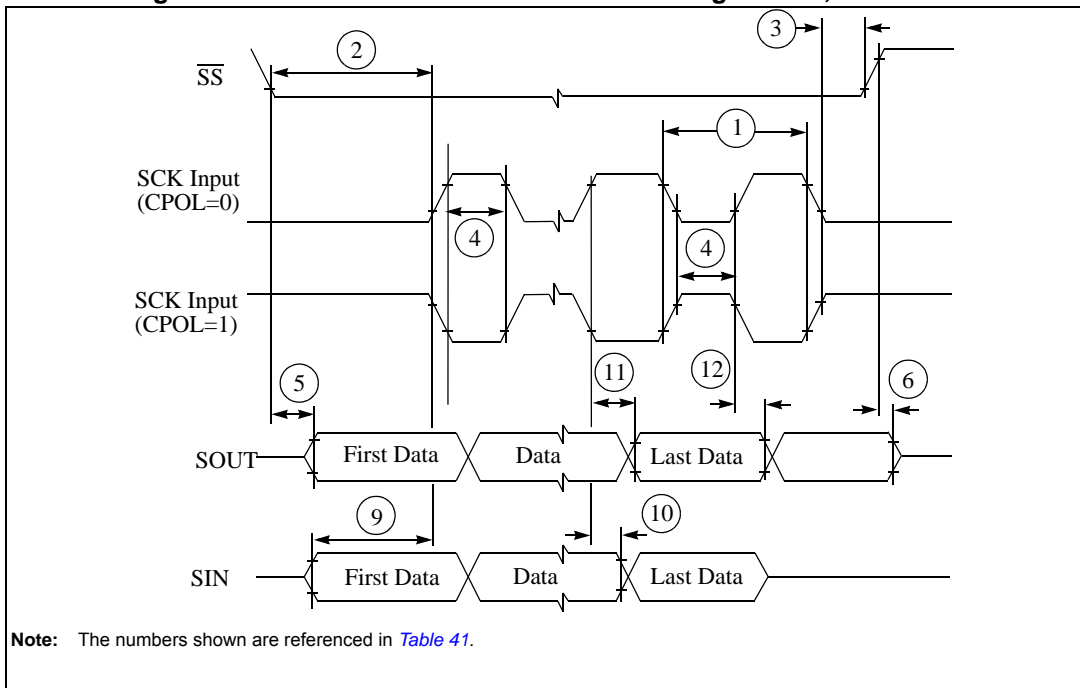 3
2
SS
1
SCK Input
(CPOL=0)
4
4
SCK Input
(CPOL=1)
11
12
5
6
SOUT
First Data
Data
Last Data
9
10
SIN
First Data
Data
Last Data
Note: The numbers shown are referenced in Table 41.